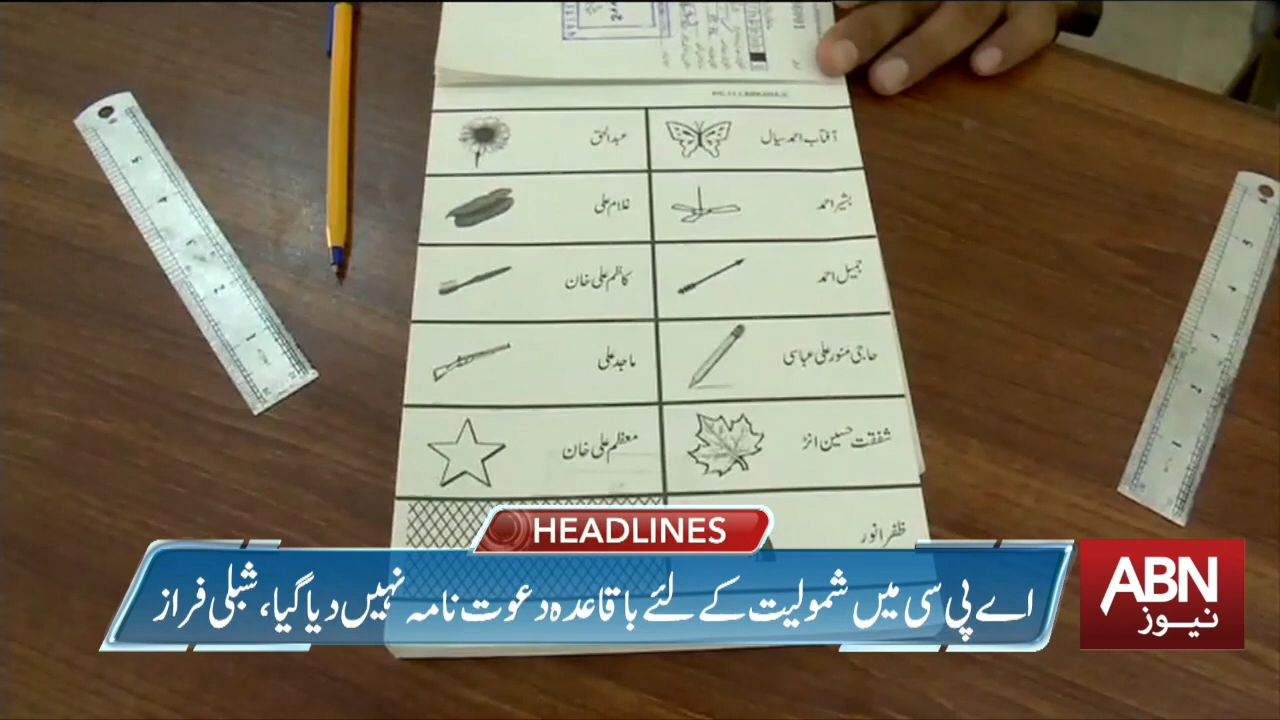 آفتاب احمد سیال
عبدالحق
بشیر احمد
غلام علی
جمیل احمد
کاظم علی خان
حاجی منور علی عباسی
ماجد علی
شفقت حسین انڑ
معظم علی خان
ظفر انور
HEADLINES
اے پی سی میں شمولیت کے لئے باقاعدہ دعوت نامہ نہیں دیا گیا، شبلی فراز
ABN
نیوز